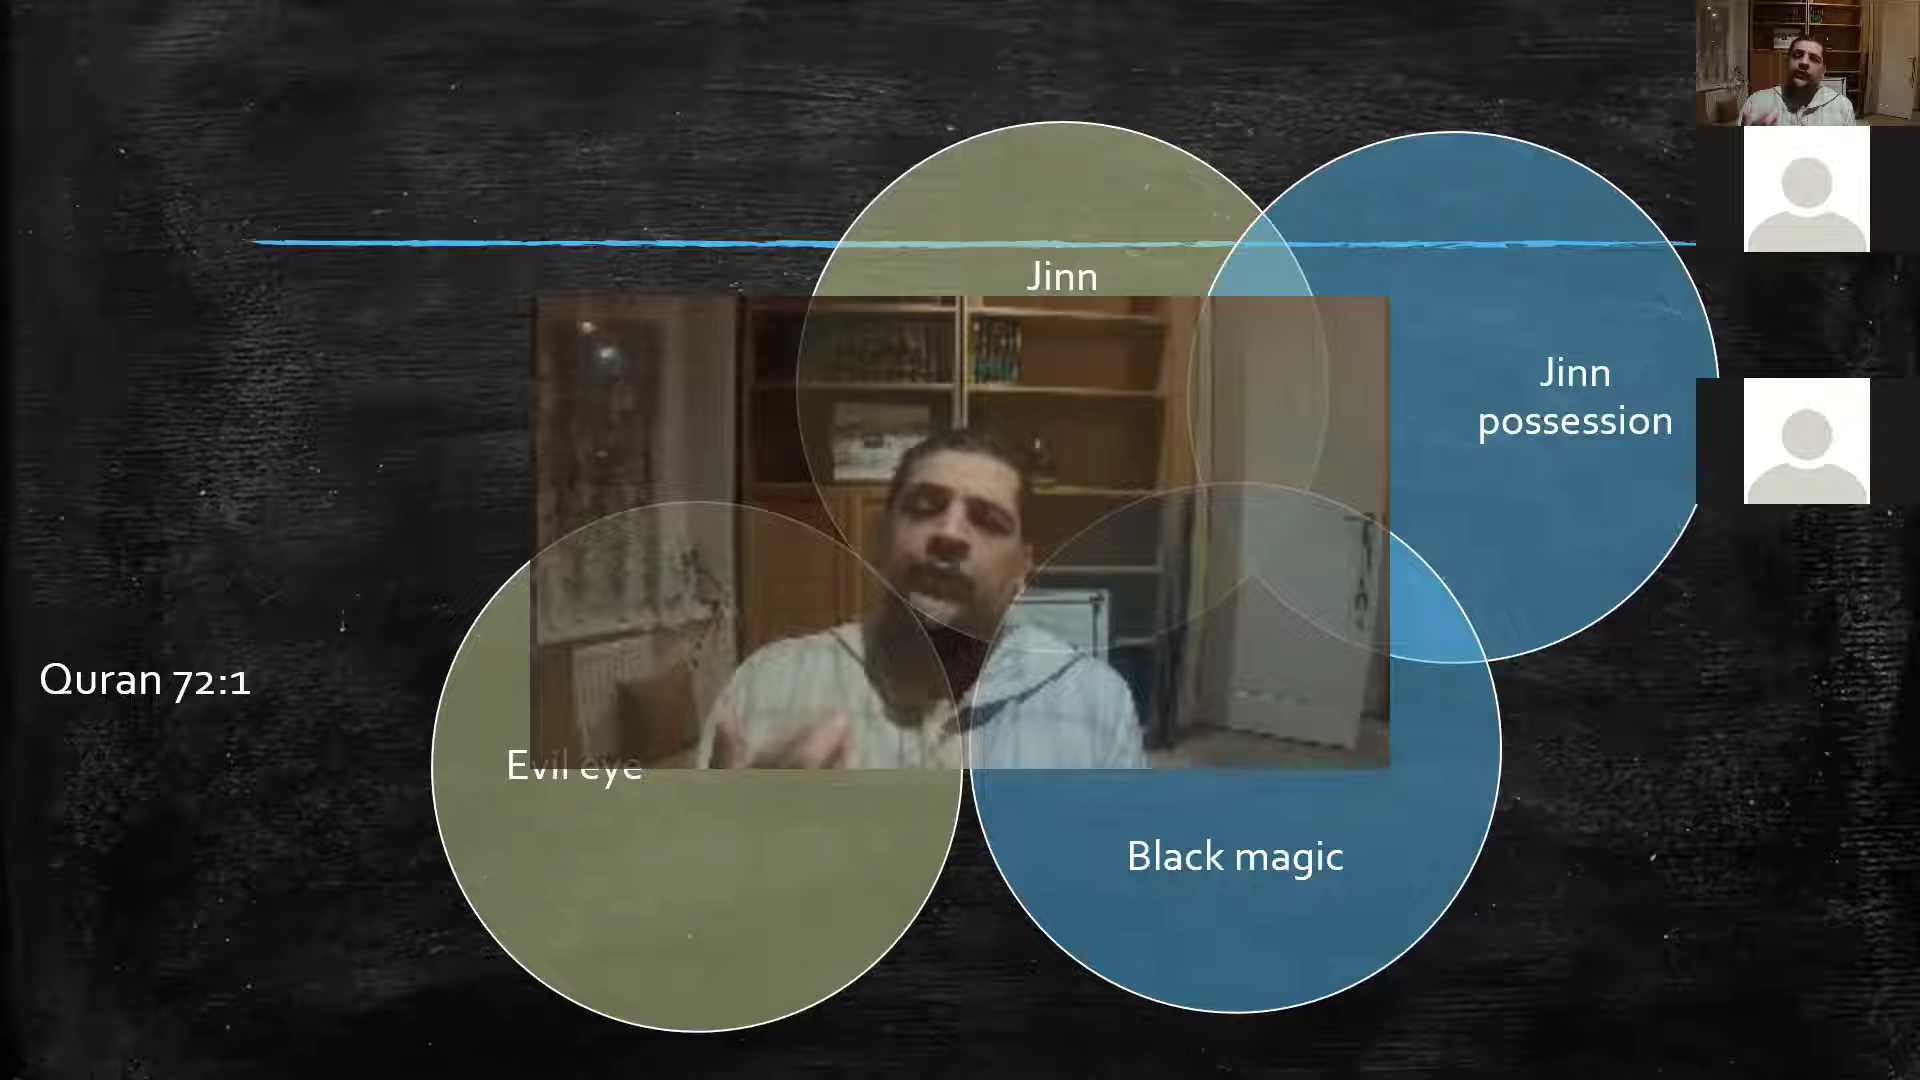 Jinn
Jinn
possession
Quran 72:1
Evil eye
Black magic